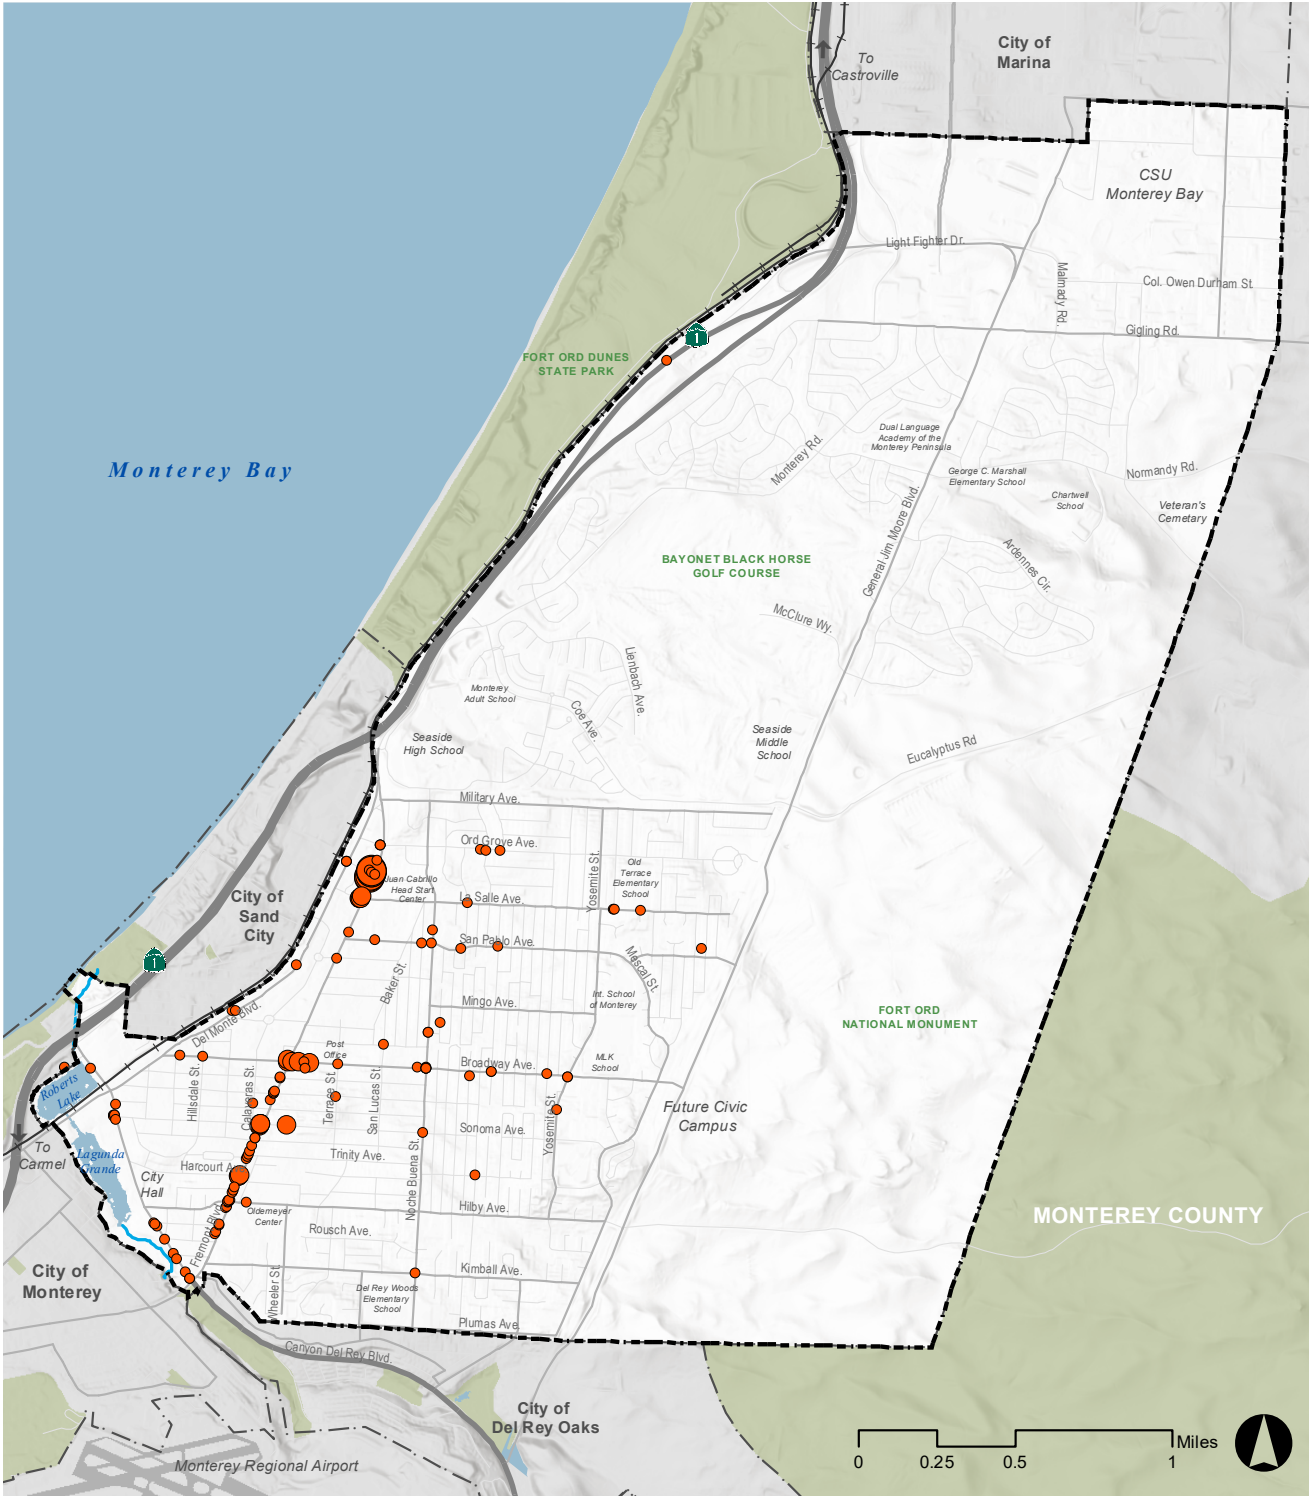 City of
Marina
To
Castroville
CSU
Monterey Bay
Light Fighter Dr.
Malmady Rd.
Col. Owen Durham St.
Gigling Rd.
1
FORT ORD DUNES
STATE PARK
Monterey Rd.
Dual Language
Academy of the
Monterey Peninsula
George C. Marshall
Elementary School
Chartwell
School
Normandy Rd.
Veteran's
Cemetery
Monterey Bay
General Jim Moore Blvd.
Ardennes Cir.
BAYONET BLACK HORSE
GOLF COURSE
McClure Wy.
Lienbach Ave.
Monterey
Adult School
Coe Ave.
Seaside
High School
Seaside
Middle
School
Eucalyptus Rd
Military Ave.
Ord Grove Ave.
Yosemite St.
Old
Terrace
Elementary
School
Juan Cabrillo
Head Start
Center
La Salle Ave.
City of
Sand
City
San Pablo Ave.
Mescal St.
1
Baker St.
Int. School
of Monterey
Mingo Ave.
FORT ORD
NATIONAL MONUMENT
Del Monte Blvd.
Post
Office
Broadway Ave.
MLK
School
Roberts
Lake
Hillsdale St.
Calaveras St.
Terrace St.
San Lucas St.
Yosemite St.
Future Civic
Campus
Sonoma Ave.
To
Carmel
Lagunda
Grande
City
Hall
Harcourt Ave.
Trinity Ave.
Noche Buena St.
Hilby Ave.
Oldemeyer
Center
Fremont Blvd.
Rousch Ave.
MONTEREY COUNTY
City of
Monterey
Wheeler St.
Kimball Ave.
Del Rey Woods
Elementary
School
Plumas Ave.
Canyon Del Rey Blvd.
City of
Del Rey Oaks
Monterey Regional Airport
Miles
0 0.25 0.5 1